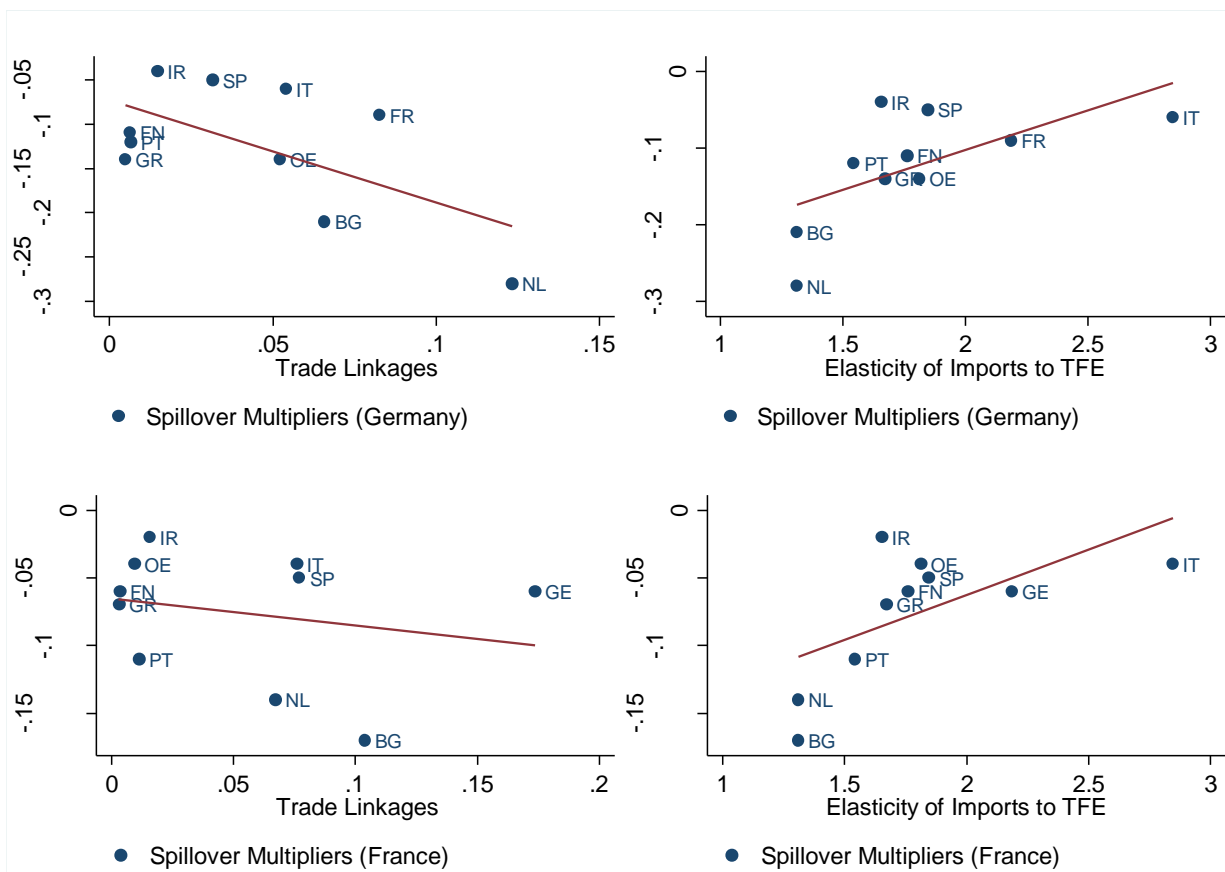 -.05
-.1
-.15
-.2
-.25
-.3
IR
SP
IT
FR
FN
PT
GR
OE
BG
NL
0 .05 .1 .15
Trade Linkages
Spillover Multipliers (Germany)
0
-.1
-.2
-.3
IR
SP
IT
FR
FN
PT
GR
OE
BG
NL
1 1.5 2 2.5 3
Elasticity of Imports to TFE
Spillover Multipliers (Germany)
0
-.05
-.1
-.15
IR
OE
IT
SP
FN
GE
GR
PT
NL
BG
0 .05 .1 .15 .2
Trade Linkages
Spillover Multipliers (France)
0
-.05
-.1
-.15
IR
OE
IT
SP
FN
GE
GR
PT
NL
BG
1 1.5 2 2.5 3
Elasticity of Imports to TFE
Spillover Multipliers (France)